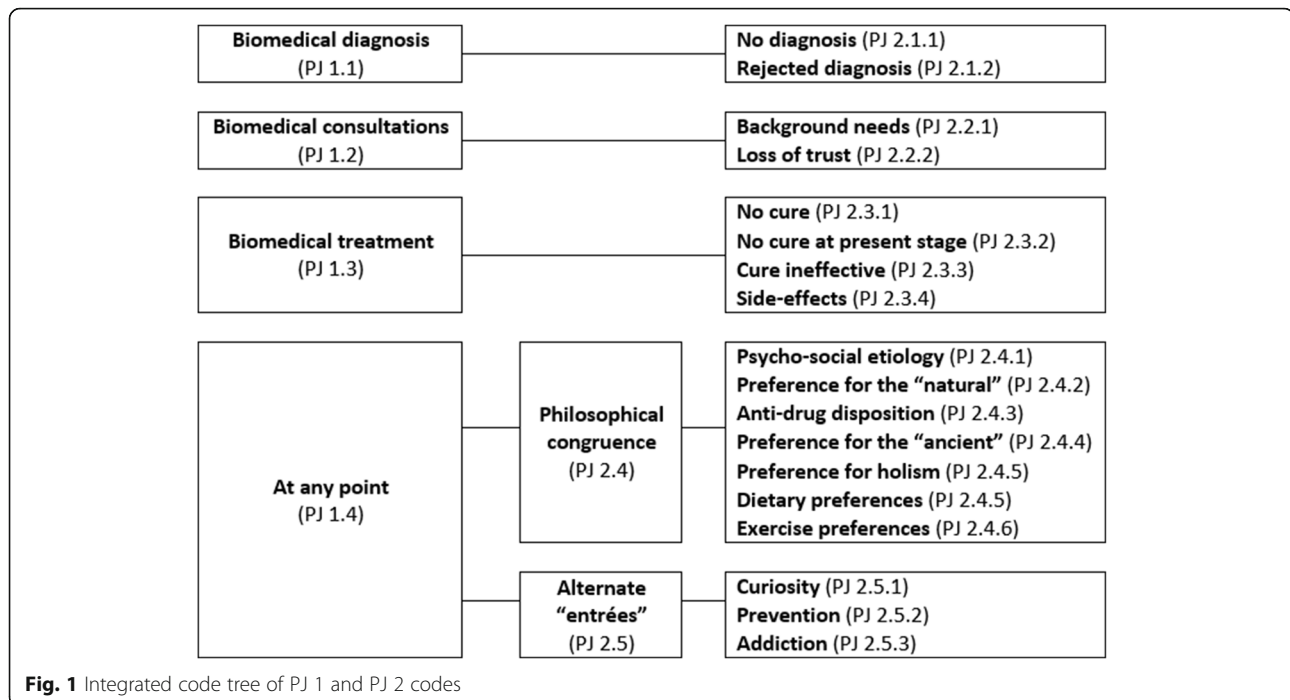 Biomedical diagnosis
(PJ 1.1)
No diagnosis (PJ 2.1.1)
Rejected diagnosis (PJ 2.1.2)
Biomedical consultations
(PJ 1.2)
Background needs (PJ 2.2.1)
Loss of trust (PJ 2.2.2)
Biomedical treatment
(PJ 1.3)
No cure (PJ 2.3.1)
No cure at present stage (PJ 2.3.2)
Cure ineffective (PJ 2.3.3)
Side-effects (PJ 2.3.4)
At any point
(PJ 1.4)
Philosophical
congruence
(PJ 2.4)
Psycho-social etiology (PJ 2.4.1)
Preference for the “natural” (PJ 2.4.2)
Anti-drug disposition (PJ 2.4.3)
Preference for the “ancient” (PJ 2.4.4)
Preference for holism (PJ 2.4.5)
Dietary preferences (PJ 2.4.5)
Exercise preferences (PJ 2.4.6)
Alternate
“entrées”
(PJ 2.5)
Curiosity (PJ 2.5.1)
Prevention (PJ 2.5.2)
Addiction (PJ 2.5.3)
Fig. 1 Integrated code tree of PJ 1 and PJ 2 codes